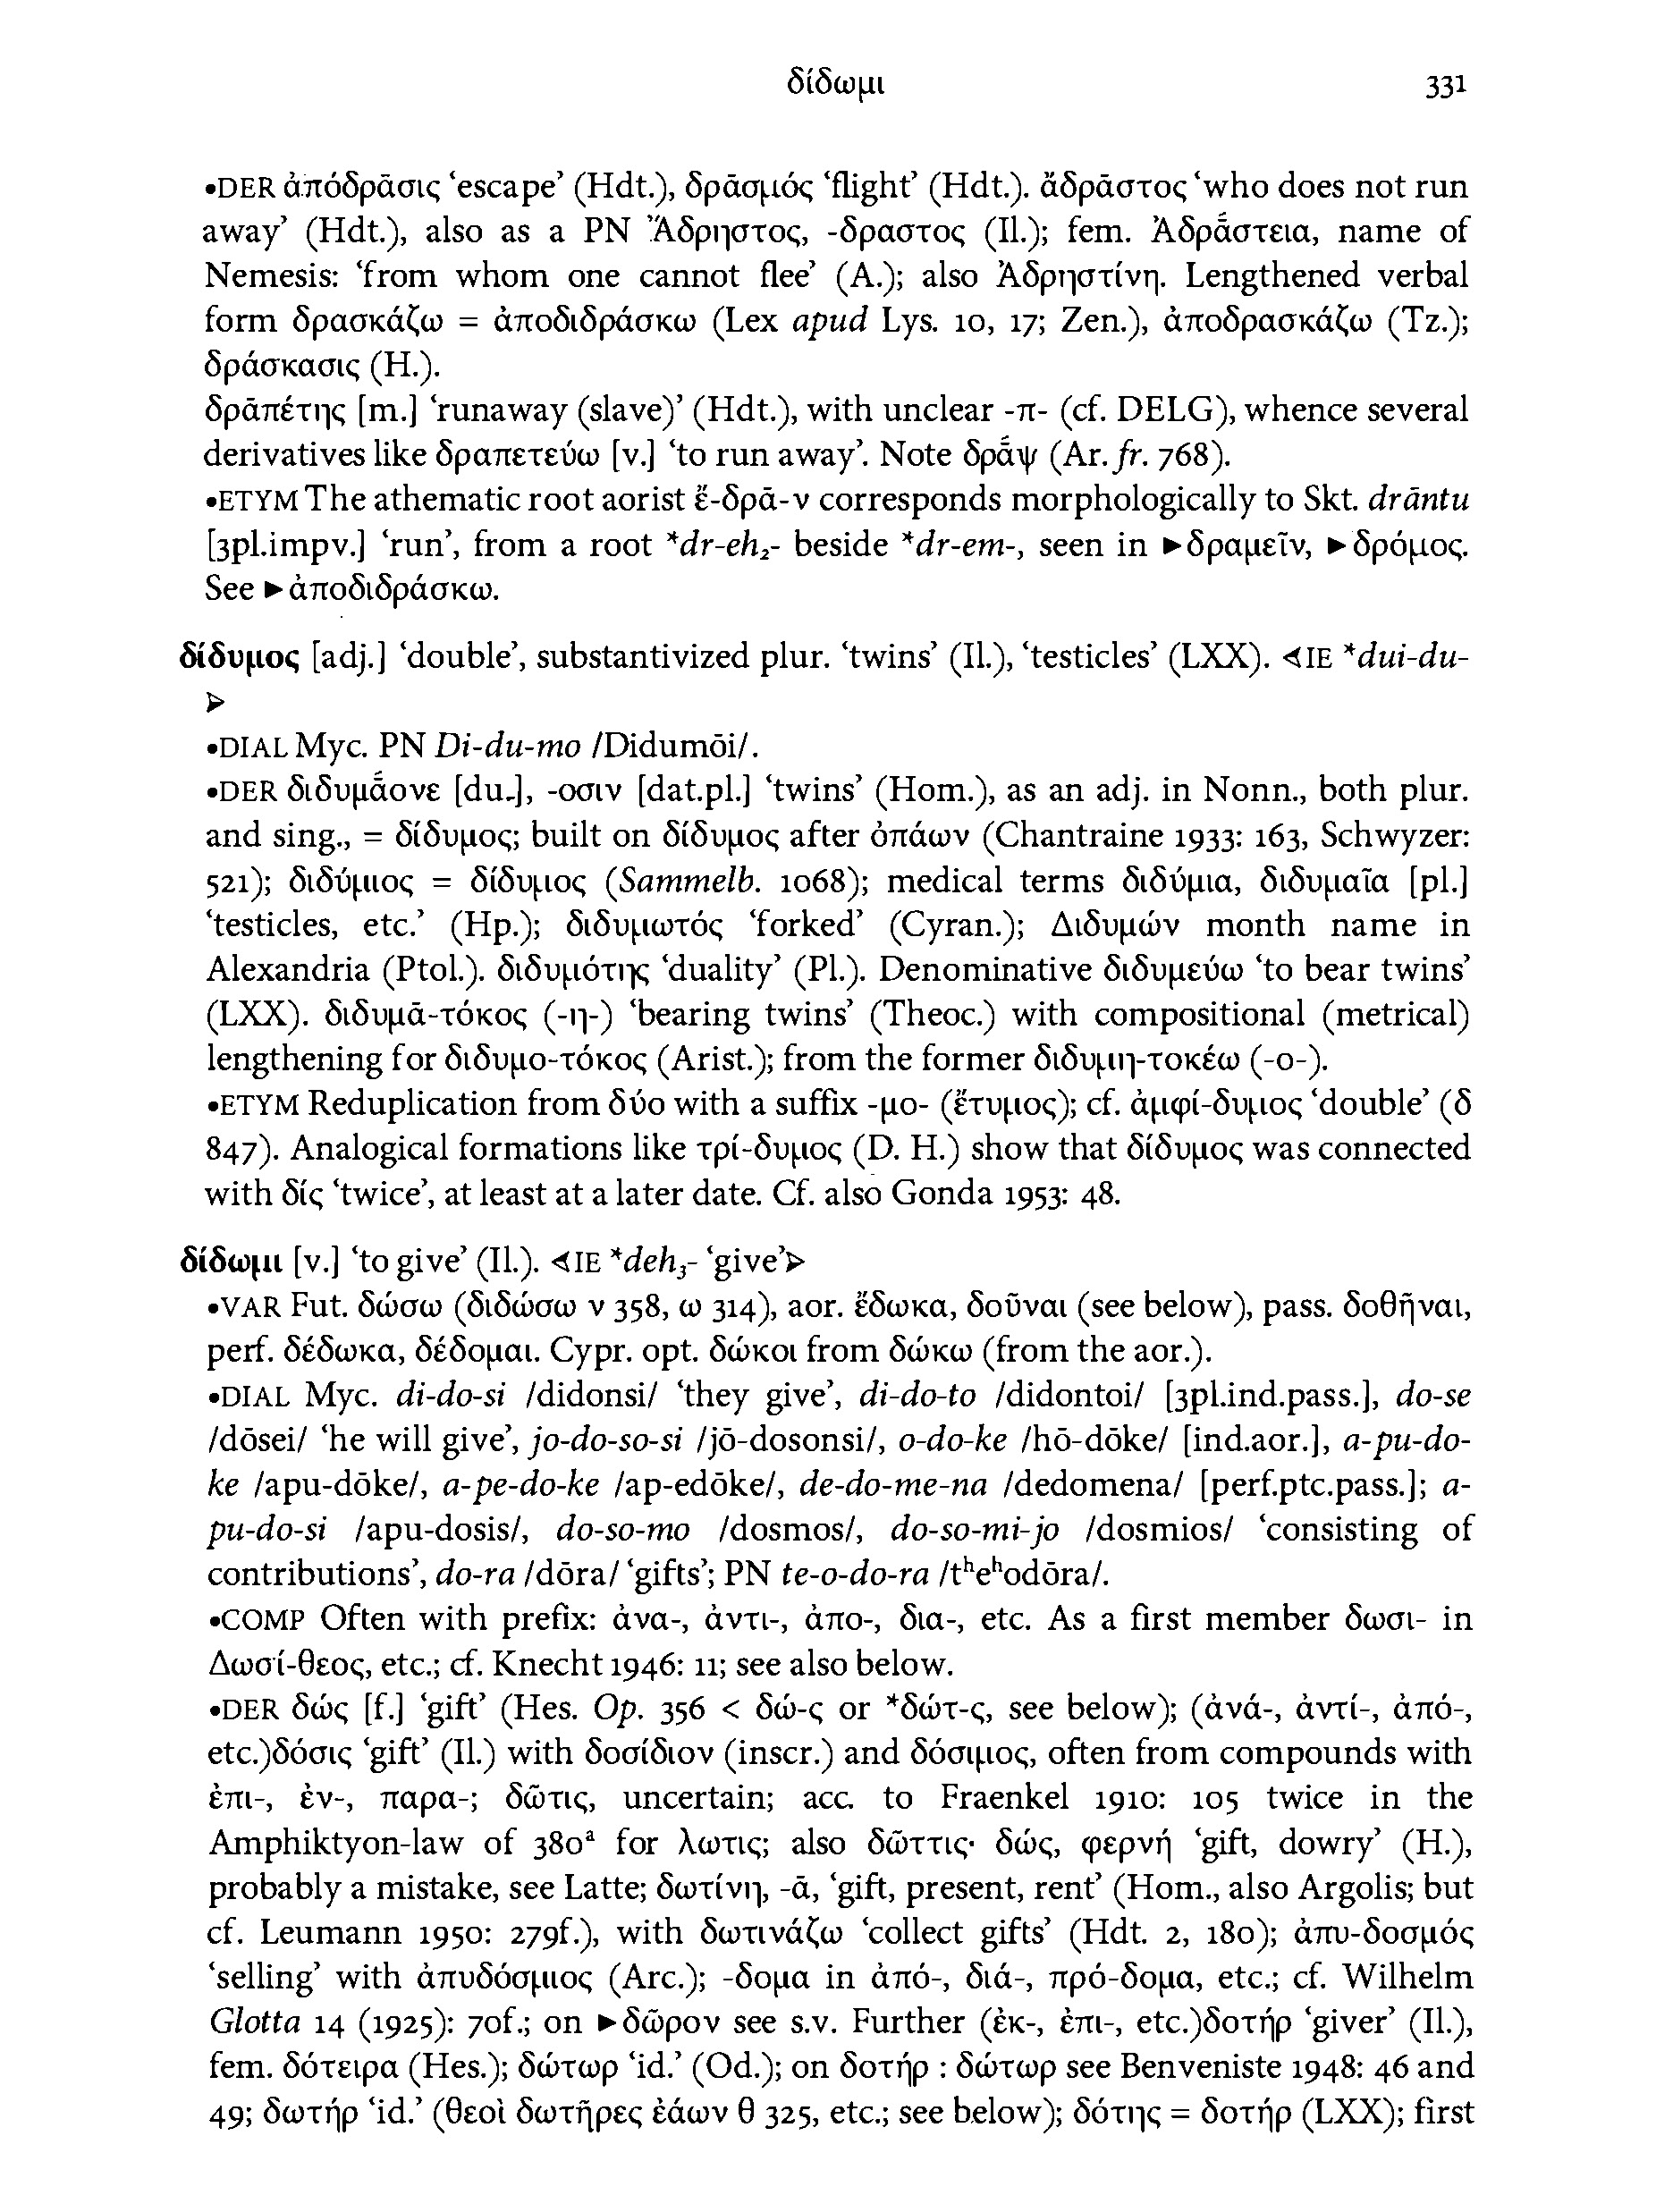 δίδωμι 331
•DER ἀπόδρᾱσις ‘escape’ (Hdt.), δρᾱσμός ‘flight’ (Hdt.). ἄδρᾱστος ‘who does not run
away’ (Hdt.), also as a PN Ἄδρηστος, -δραστος (Il.); fem. Ἀδρᾱ́στεια, name of
Nemesis: ‘from whom one cannot flee’ (A.); also Ἀδρηστίνη. Lengthened verbal
form δρασκάζω = ἀποδιδράσκω (Lex apud Lys. 10, 17; Zen.), ἀποδρασκάζω (Tz.);
δράσκασις (H.).
δρᾱπέτης [m.] ‘runaway (slave)’ (Hdt.), with unclear -π- (cf. DELG), whence several
derivatives like δραπετεύω [v.] ‘to run away’. Note δρᾱ́ψ (Ar. fr. 768).
•ETYM The athematic root aorist ἔ-δρᾱ-ν corresponds morphologically to Skt. drāntu
[3pl.impv.] ‘run’, from a root *dr-eh₂- beside *dr-em-, seen in ►δραμεῖν, ►δρόμος.
See ►ἀποδιδράσκω.
δίδυμος [adj.] ‘double’, substantivized plur. ‘twins’ (Il.), ‘testicles’ (LXX). ⋖IE *dui-du-
⋗
•DIAL Myc. PN Di-du-mo /Didumōi/.
•DER διδυμᾱ́ονε [du.], -οσιν [dat.pl.] ‘twins’ (Hom.), as an adj. in Nonn., both plur.
and sing., = δίδυμος; built on δίδυμος after ὀπάων (Chantraine 1933: 163, Schwyzer:
521); διδύμιος = δίδυμος (Sammelb. 1068); medical terms διδύμια, διδυμαῖα [pl.]
‘testicles, etc.’ (Hp.); διδυμωτός ‘forked’ (Cyran.); Διδυμών month name in
Alexandria (Ptol.). διδυμότης ‘duality’ (Pl.). Denominative διδυμεύω ‘to bear twins’
(LXX). διδυμᾱ-τόκος (-η-) ‘bearing twins’ (Theoc.) with compositional (metrical)
lengthening for διδυμο-τόκος (Arist.); from the former διδυμη-τοκέω (-ο-).
•ETYM Reduplication from δύο with a suffix -μο- (ἔτυμος); cf. ἀμφί-δυμος ‘double’ (δ
847). Analogical formations like τρί-δυμος (D. H.) show that δίδυμος was connected
with δίς ‘twice’, at least at a later date. Cf. also Gonda 1953: 48.
δίδωμι [v.] ‘to give’ (Il.). ⋖IE *deh₃- ‘give’⋗
•VAR Fut. δώσω (διδώσω ν 358, ω 314), aor. ἔδωκα, δοῦναι (see below), pass. δοθῆναι,
perf. δέδωκα, δέδομαι. Cypr. opt. δώκοι from δώκω (from the aor.).
•DIAL Myc. di-do-si /didonsi/ ‘they give’, di-do-to /didontoi/ [3pl.ind.pass.], do-se
/dōsei/ ‘he will give’, jo-do-so-si /jō-dosonsi/, o-do-ke /hō-dōke/ [ind.aor.], a-pu-do-
ke /apu-dōke/, a-pe-do-ke /ap-edōke/, de-do-me-na /dedomena/ [perf.ptc.pass.]; a-
pu-do-si /apu-dosis/, do-so-mo /dosmos/, do-so-mi-jo /dosmios/ ‘consisting of
contributions’, do-ra /dōra/ ‘gifts’; PN te-o-do-ra /tʰeʰodōra/.
•COMP Often with prefix: ἀνα-, ἀντι-, ἀπο-, δια-, etc. As a first member δωσι- in
Δωσί-θεος, etc.; cf. Knecht 1946: 11; see also below.
•DER δώς [f.] ‘gift’ (Hes. Op. 356 < δώ-ς or *δώτ-ς, see below); (ἀνά-, ἀντί-, ἀπό-,
etc.)δόσις ‘gift’ (Il.) with δοσίδιον (inscr.) and δόσιμος, often from compounds with
ἐπι-, ἐν-, παρα-; δῶτις, uncertain; acc. to Fraenkel 1910: 105 twice in the
Amphiktyon-law of 380ᵃ for λωτις; also δῶττις· δώς, φερνή ‘gift, dowry’ (H.),
probably a mistake, see Latte; δωτίνη, -ᾱ, ‘gift, present, rent’ (Hom., also Argolis; but
cf. Leumann 1950: 279f.), with δωτινάζω ‘collect gifts’ (Hdt. 2, 180); ἀπυ-δοσμός
‘selling’ with ἀπυδόσμιος (Arc.); -δομα in ἀπό-, διά-, πρό-δομα, etc.; cf. Wilhelm
Glotta 14 (1925): 70f.; on ►δῶρον see s.v. Further (ἐκ-, ἐπι-, etc.)δοτήρ ‘giver’ (Il.),
fem. δότειρα (Hes.); δώτωρ ‘id.’ (Od.); on δοτήρ : δώτωρ see Benveniste 1948: 46 and
49; δωτήρ ‘id.’ (θεοὶ δωτῆρες ἐάων θ 325, etc.; see below); δότης = δοτήρ (LXX); first